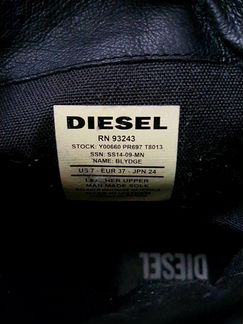 DIESEL
RN 93243
STOCK: Y00660 PR697 T8013
SSN: SS14-09-MN
NAME: BLYDGE
US 7 - EUR 37 - JPN 24
HER UPPER
MAN MADE SOLE
DIESEL